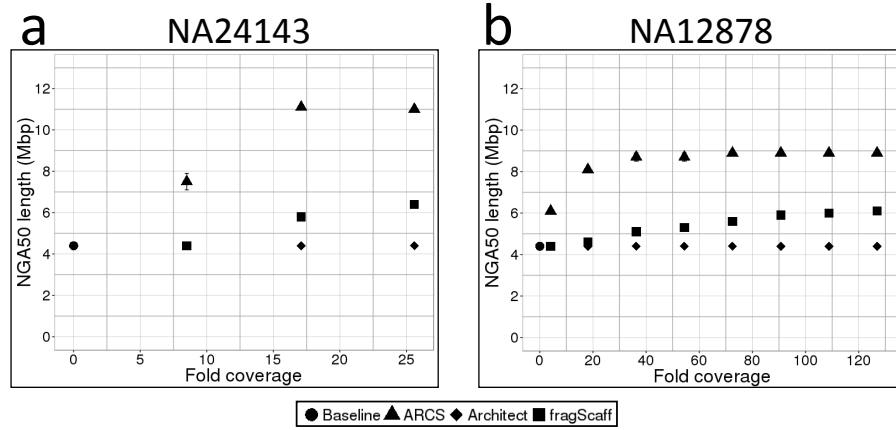 a NA24143
NGA50 length (Mbp)
12
10
8
6
4
2
0
0 5 10 15 20 25
Fold coverage
b NA12878
NGA50 length (Mbp)
12
10
8
6
4
2
0
0 20 40 60 80 100 120
Fold coverage
Baseline ARCS Architect fragScaff